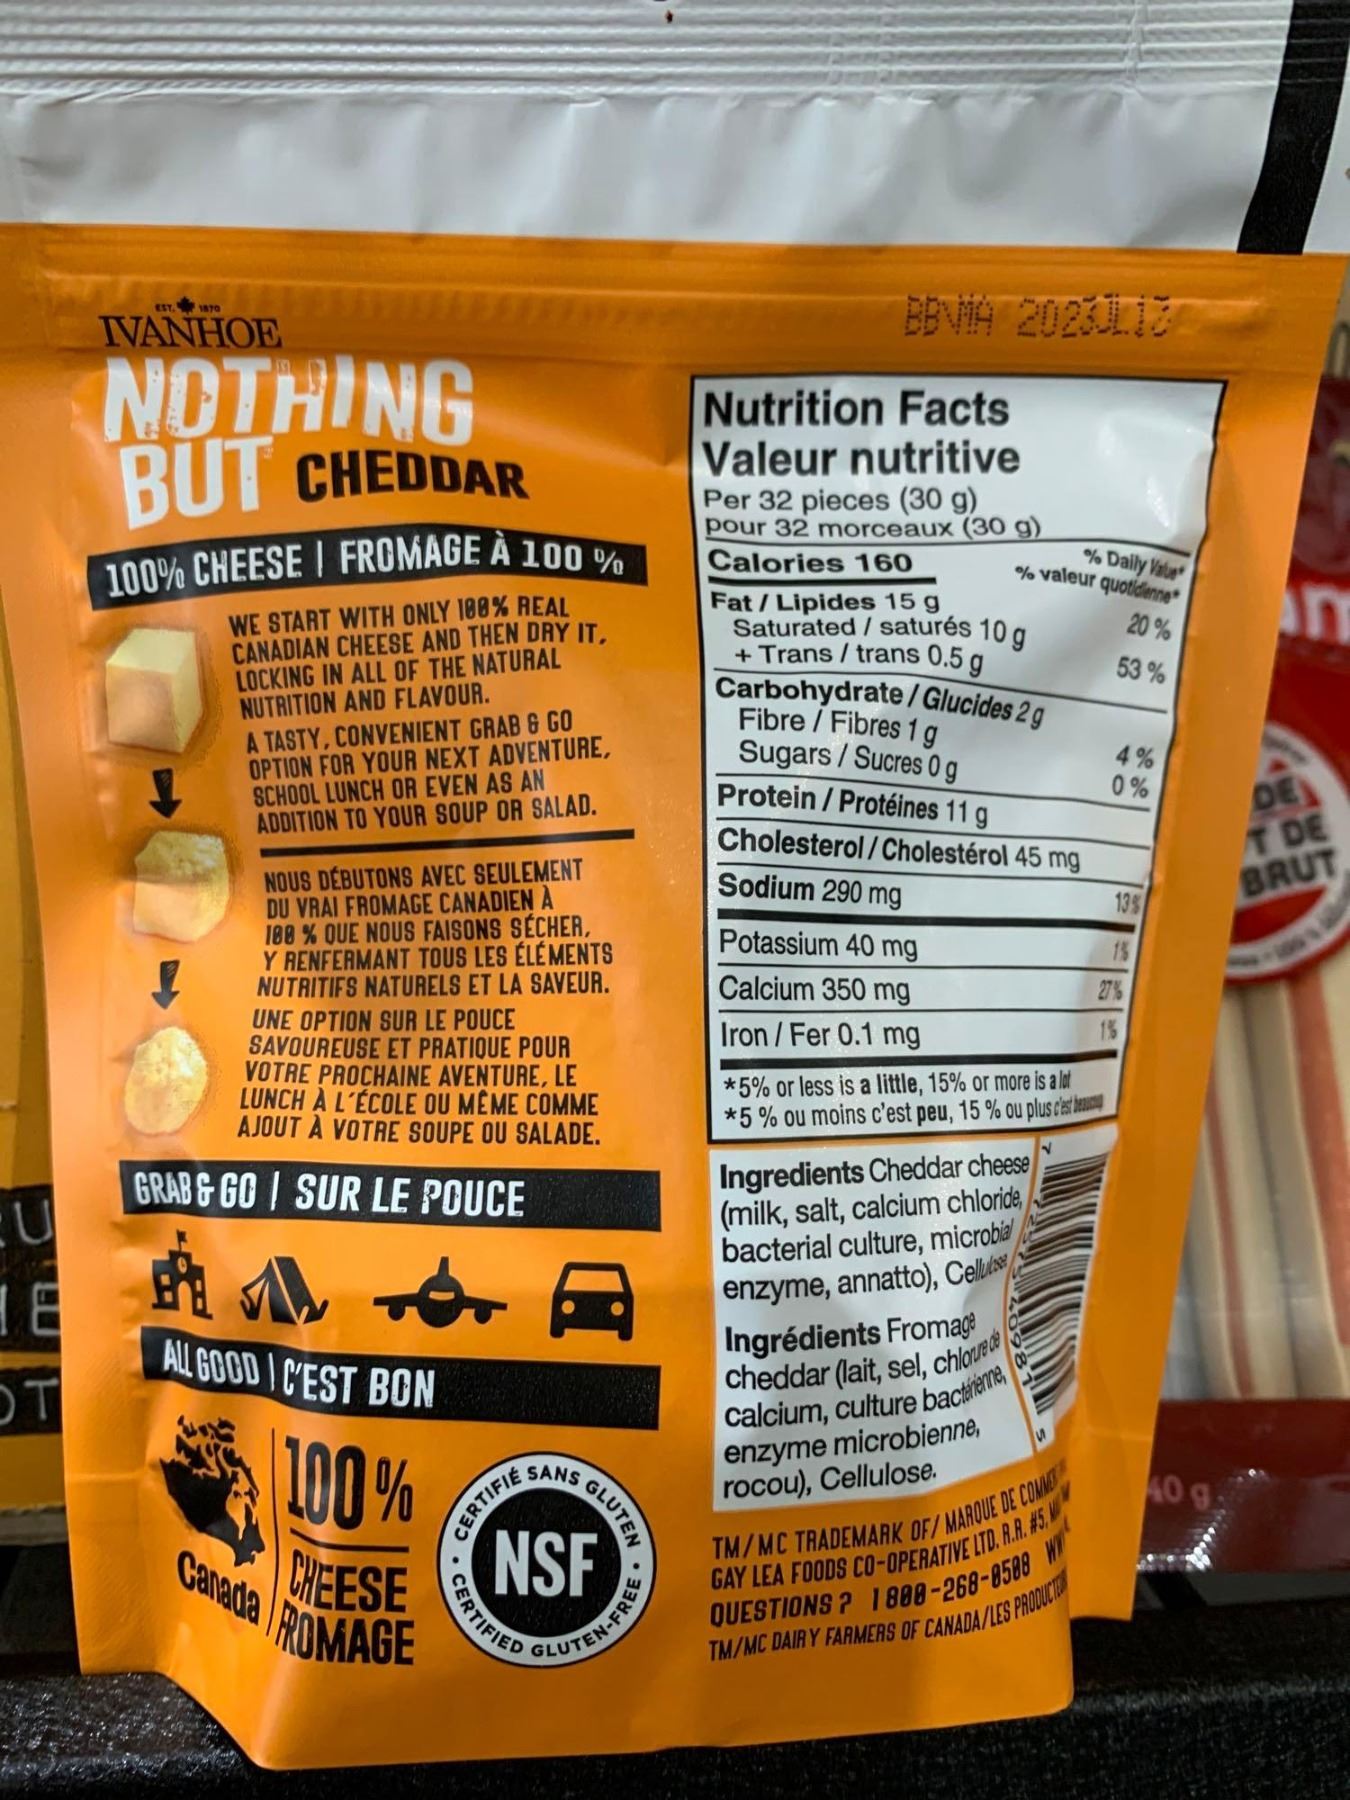 EST. 1870
IVANHOE
NOTHING
BUT CHEDDAR
100% CHEESE | FROMAGE À 100 %
WE START WITH ONLY 100% REAL
CANADIAN CHEESE AND THEN DRY IT,
LOCKING IN ALL OF THE NATURAL
NUTRITION AND FLAVOUR.
A TASTY, CONVENIENT GRAB & GO
OPTION FOR YOUR NEXT ADVENTURE,
SCHOOL LUNCH OR EVEN AS AN
ADDITION TO YOUR SOUP OR SALAD.
NOUS DÉBUTONS AVEC SEULEMENT
DU VRAI FROMAGE CANADIEN À
100 % QUE NOUS FAISONS SÉCHER,
Y RENFERMANT TOUS LES ÉLÉMENTS
NUTRITIFS NATURELS ET LA SAVEUR.
UNE OPTION SUR LE POUCE
SAVOUREUSE ET PRATIQUE POUR
VOTRE PROCHAINE AVENTURE, LE
LUNCH À L'ÉCOLE OU MÊME COMME
AJOUT À VOTRE SOUPE OU SALADE.
GRAB & GO | SUR LE POUCE
ALL GOOD | C'EST BON
Canada
100%
CHEESE
FROMAGE
CERTIFIÉ SANS GLUTEN
NSF
CERTIFIED GLUTEN-FREE
BB\MA 2023JL13
Nutrition Facts
Valeur nutritive
Per 32 pieces (30 g)
pour 32 morceaux (30 g)
Calories 160
% Daily Value*
% valeur quotidienne*
Fat / Lipides 15 g 20 %
Saturated / saturés 10 g
+ Trans / trans 0.5 g 53 %
Carbohydrate / Glucides 2 g
Fibre / Fibres 1 g 4 %
Sugars / Sucres 0 g 0 %
Protein / Protéines 11 g
Cholesterol / Cholestérol 45 mg
Sodium 290 mg 13%
Potassium 40 mg 1%
Calcium 350 mg 27%
Iron / Fer 0.1 mg 1%
*5% or less is a little, 15% or more is a lot
*5 % ou moins c'est peu, 15 % ou plus c'est beaucoup
Ingredients Cheddar cheese
(milk, salt, calcium chloride,
bacterial culture, microbial
enzyme, annatto), Cellulose
Ingrédients Fromage
cheddar (lait, sel, chlorure de
calcium, culture bactérienne,
enzyme microbienne,
rocou), Cellulose.
TM/MC TRADEMARK OF/ MARQUE DE COMMER
GAY LEA FOODS CO-OPERATIVE LTD. R.R. #5,
QUESTIONS ? 1 800-268-0508 WW
TM/MC DAIRY FARMERS OF CANADA/LES PRODUCTEU
DE
T DE
BRUT
40 g